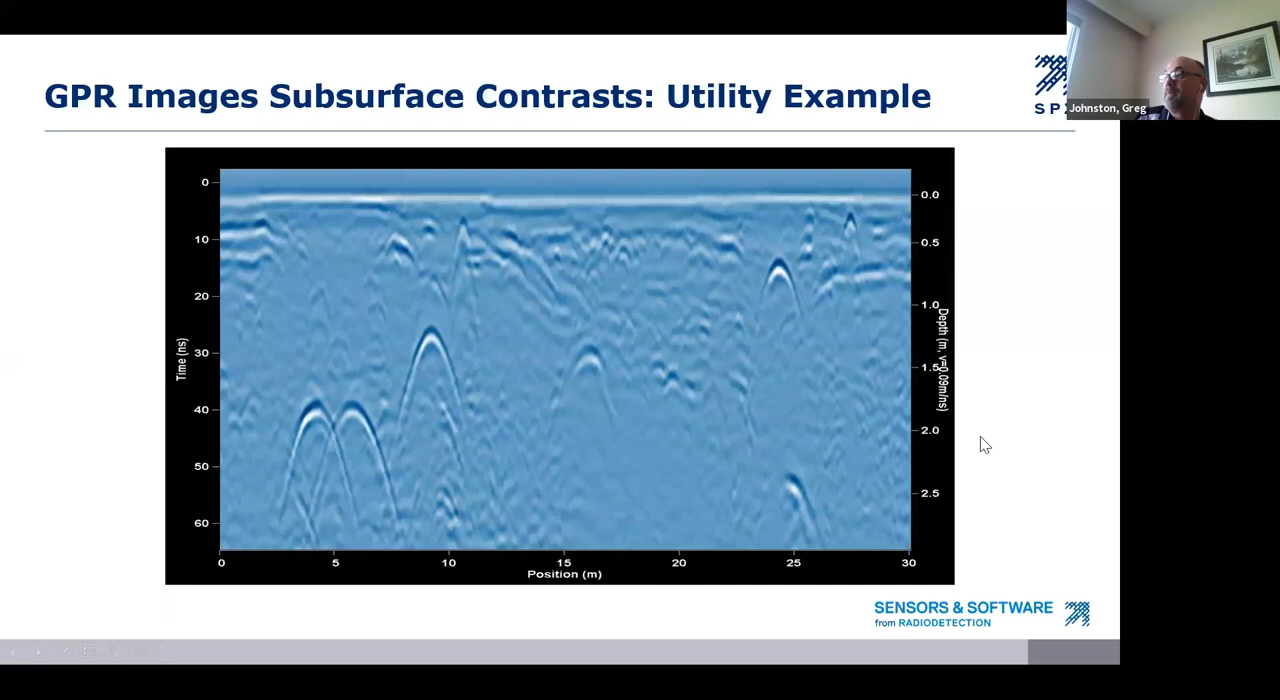 GPR Images Subsurface Contrasts: Utility Example
SP
Johnston, Greg
0
10
20
30
40
50
60
Time (ns)
0.0
0.5
1.0
1.5
2.0
2.5
Depth (m, v=0.09m/ns)
0 5 10 15 20 25 30
Position (m)
SENSORS & SOFTWARE
from RADIODETECTION